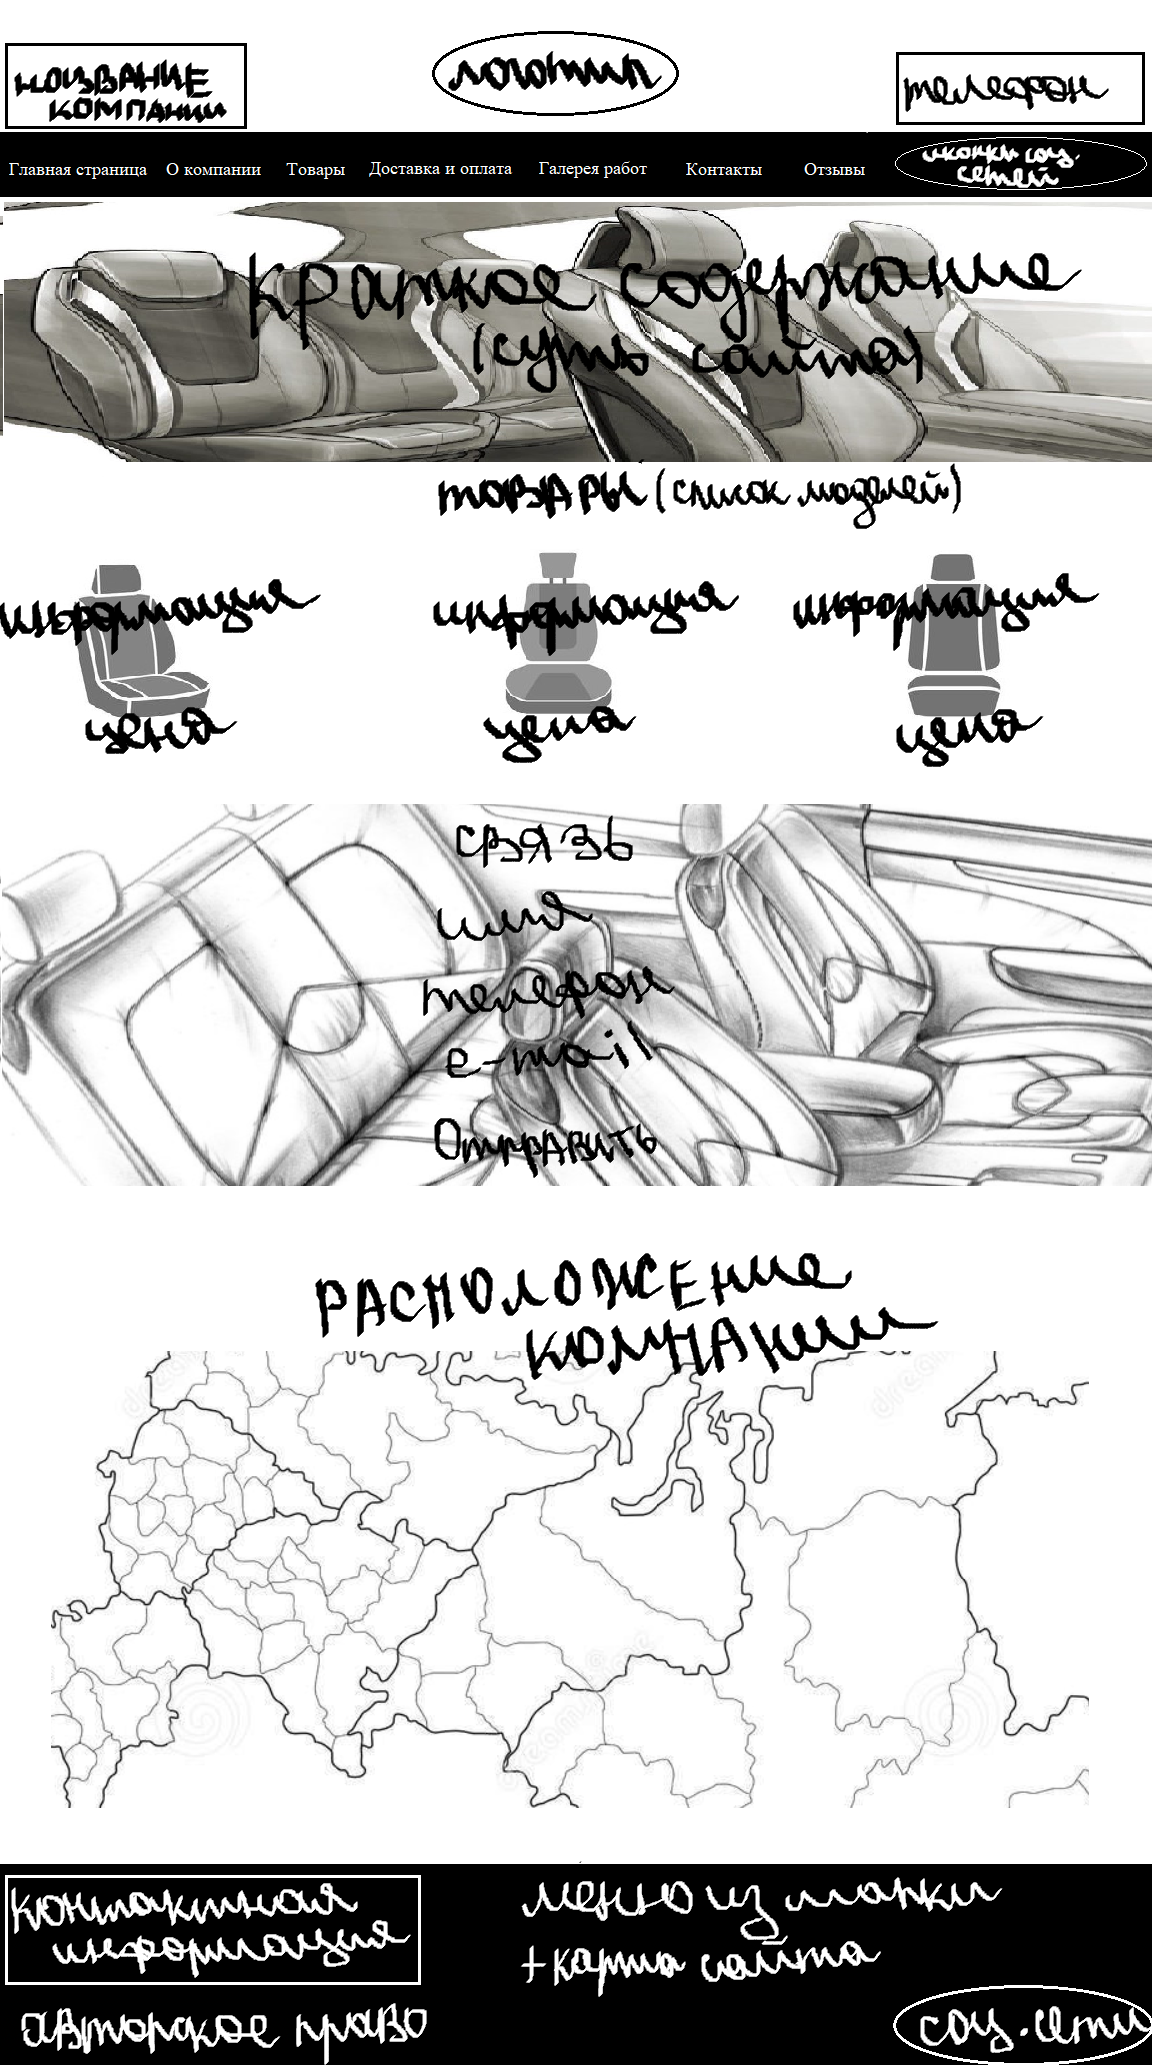 название
компании
логотип
телефон
Главная страница О компании Товары Доставка и оплата Галерея работ Контакты Отзывы
иконки соц.
сетей
краткое содержание
(суть сайта)
товары (список моделей)
информация информация информация
цена цена цена
связь
имя
телефон
e-mail
Отправить
расположение
компании
dreamstime
контактная
информация
меню из шапки
+ карта сайта
авторское право
соц. сети